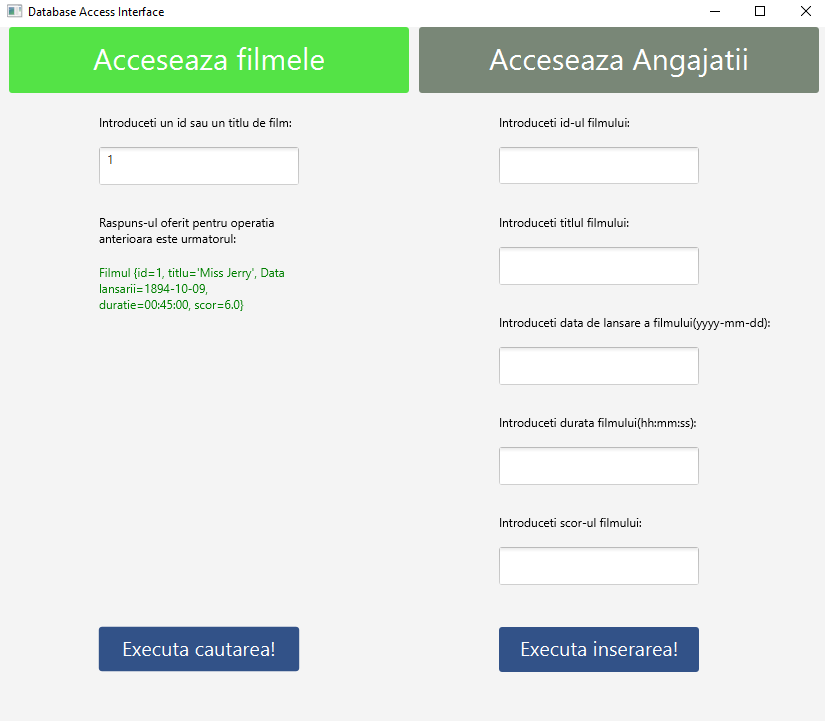 Database Access Interface
Acceseaza filmele
Acceseaza Angajatii
Introduceti un id sau un titlu de film:
1
Raspuns-ul oferit pentru operatia
anterioara este urmatorul:
Filmul {id=1, titlu='Miss Jerry', Data
lansarii=1894-10-09,
duratie=00:45:00, scor=6.0}
Executa cautarea!
Introduceti id-ul filmului:
Introduceti titlul filmului:
Introduceti data de lansare a filmului(yyyy-mm-dd):
Introduceti durata filmului(hh:mm:ss):
Introduceti scor-ul filmului:
Executa inserarea!